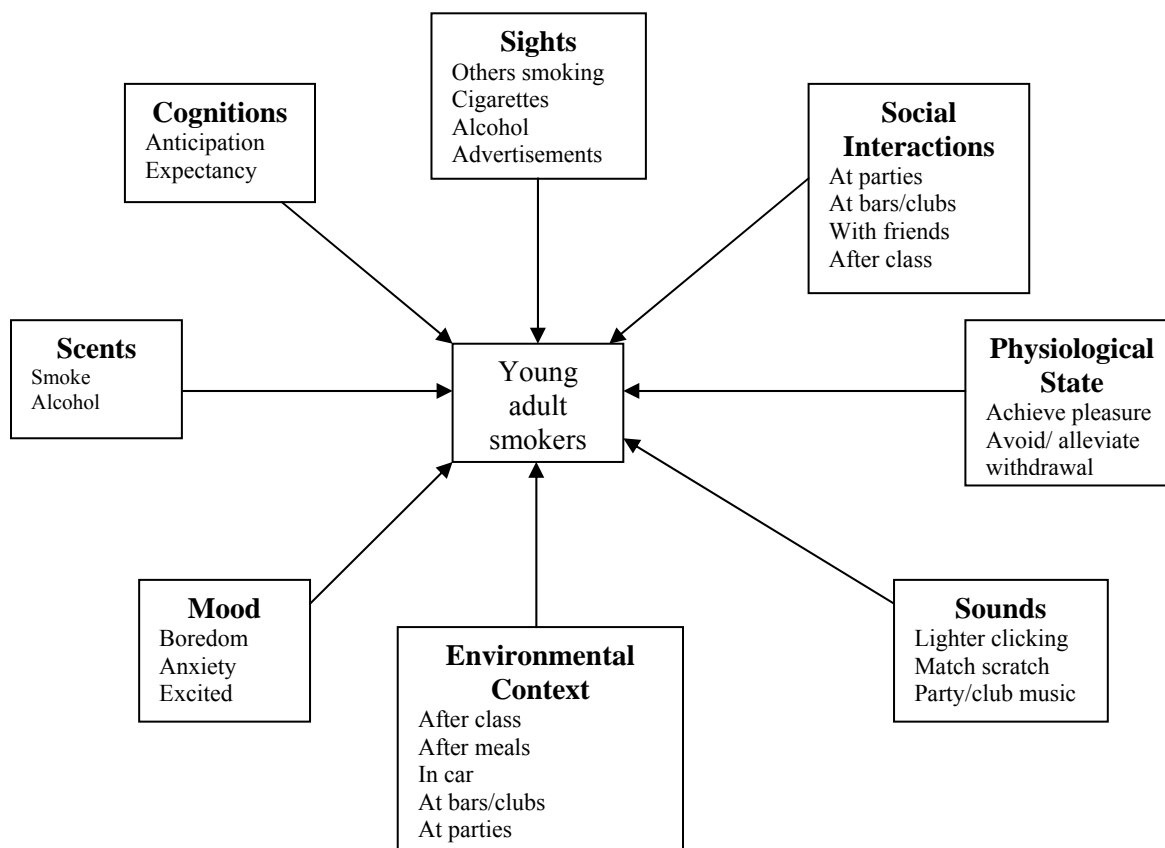 Sights
Others smoking
Cigarettes
Alcohol
Advertisements
Cognitions
Anticipation
Expectancy
Social
Interactions
At parties
At bars/clubs
With friends
After class
Scents
Smoke
Alcohol
Young
adult
smokers
Physiological
State
Achieve pleasure
Avoid/ alleviate
withdrawal
Mood
Boredom
Anxiety
Excited
Environmental
Context
After class
After meals
In car
At bars/clubs
At parties
Sounds
Lighter clicking
Match scratch
Party/club music